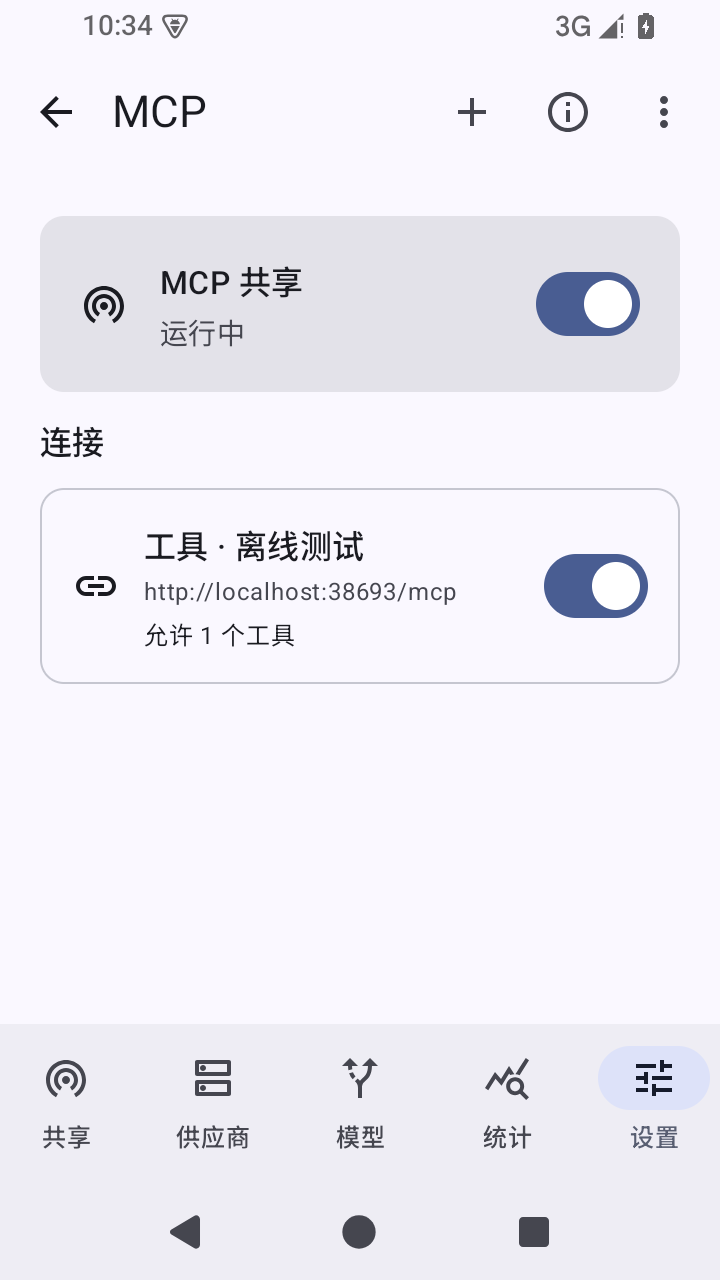 10:34
3G
MCP
MCP 共享
运行中
连接
工具 · 离线测试
http://localhost:38693/mcp
允许 1 个工具
共享
供应商
模型
统计
设置